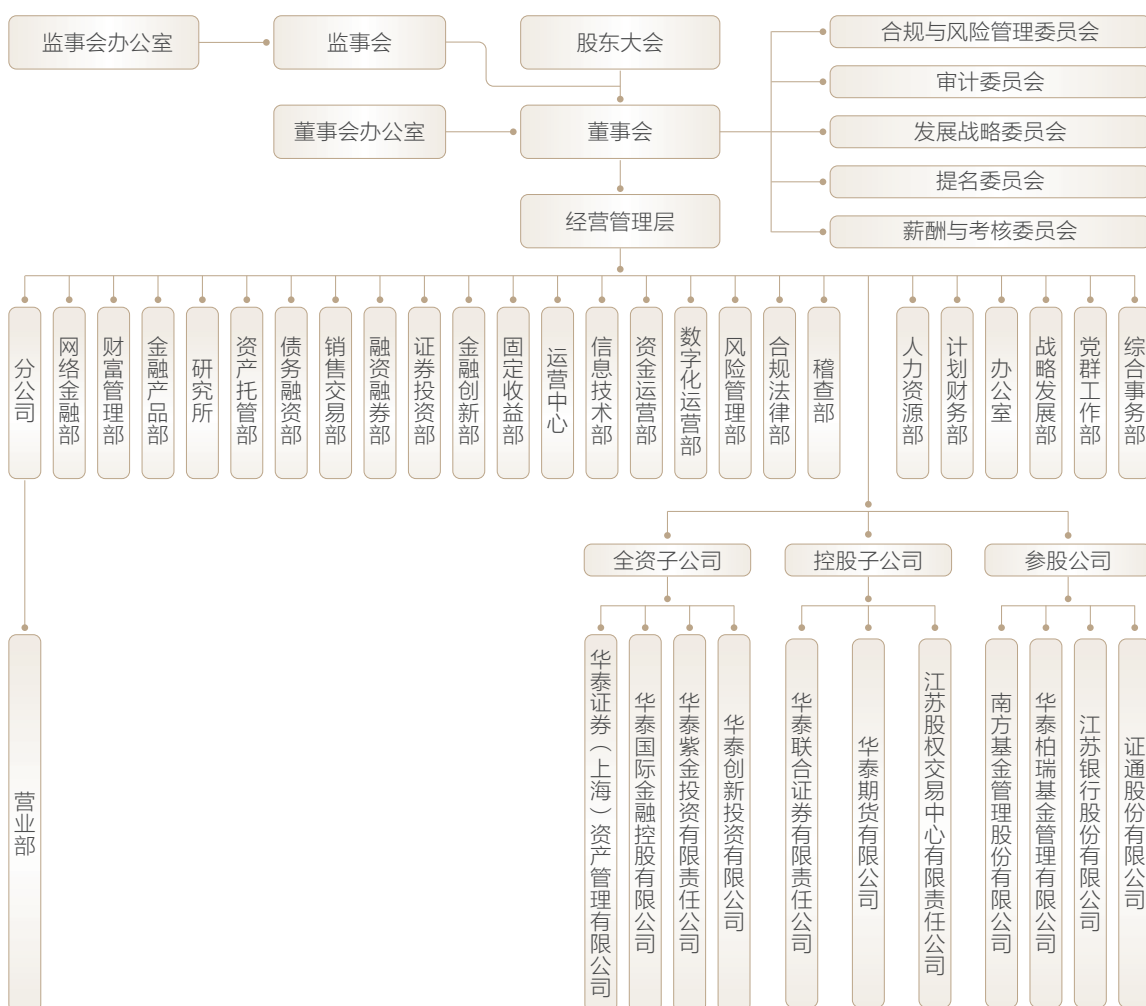 监事会办公室
监事会
股东大会
合规与风险管理委员会
审计委员会
董事会办公室
董事会
发展战略委员会
提名委员会
经营管理层
薪酬与考核委员会
分公司
网络金融部
财富管理部
金融产品部
研究所
资产托管部
债务融资部
销售交易部
融资融券部
证券投资部
金融创新部
固定收益部
运营中心
信息技术部
资金运营部
数字化运营部
风险管理部
合规法律部
稽查部
人力资源部
计划财务部
办公室
战略发展部
党群工作部
综合事务部
全资子公司
控股子公司
参股公司
营业部
华泰证券（上海）资产管理有限公司
华泰国际金融控股有限公司
华泰紫金投资有限责任公司
华泰创新投资有限公司
华泰联合证券有限责任公司
华泰期货有限公司
江苏股权交易中心有限责任公司
南方基金管理股份有限公司
华泰柏瑞基金管理有限公司
江苏银行股份有限公司
证通股份有限公司